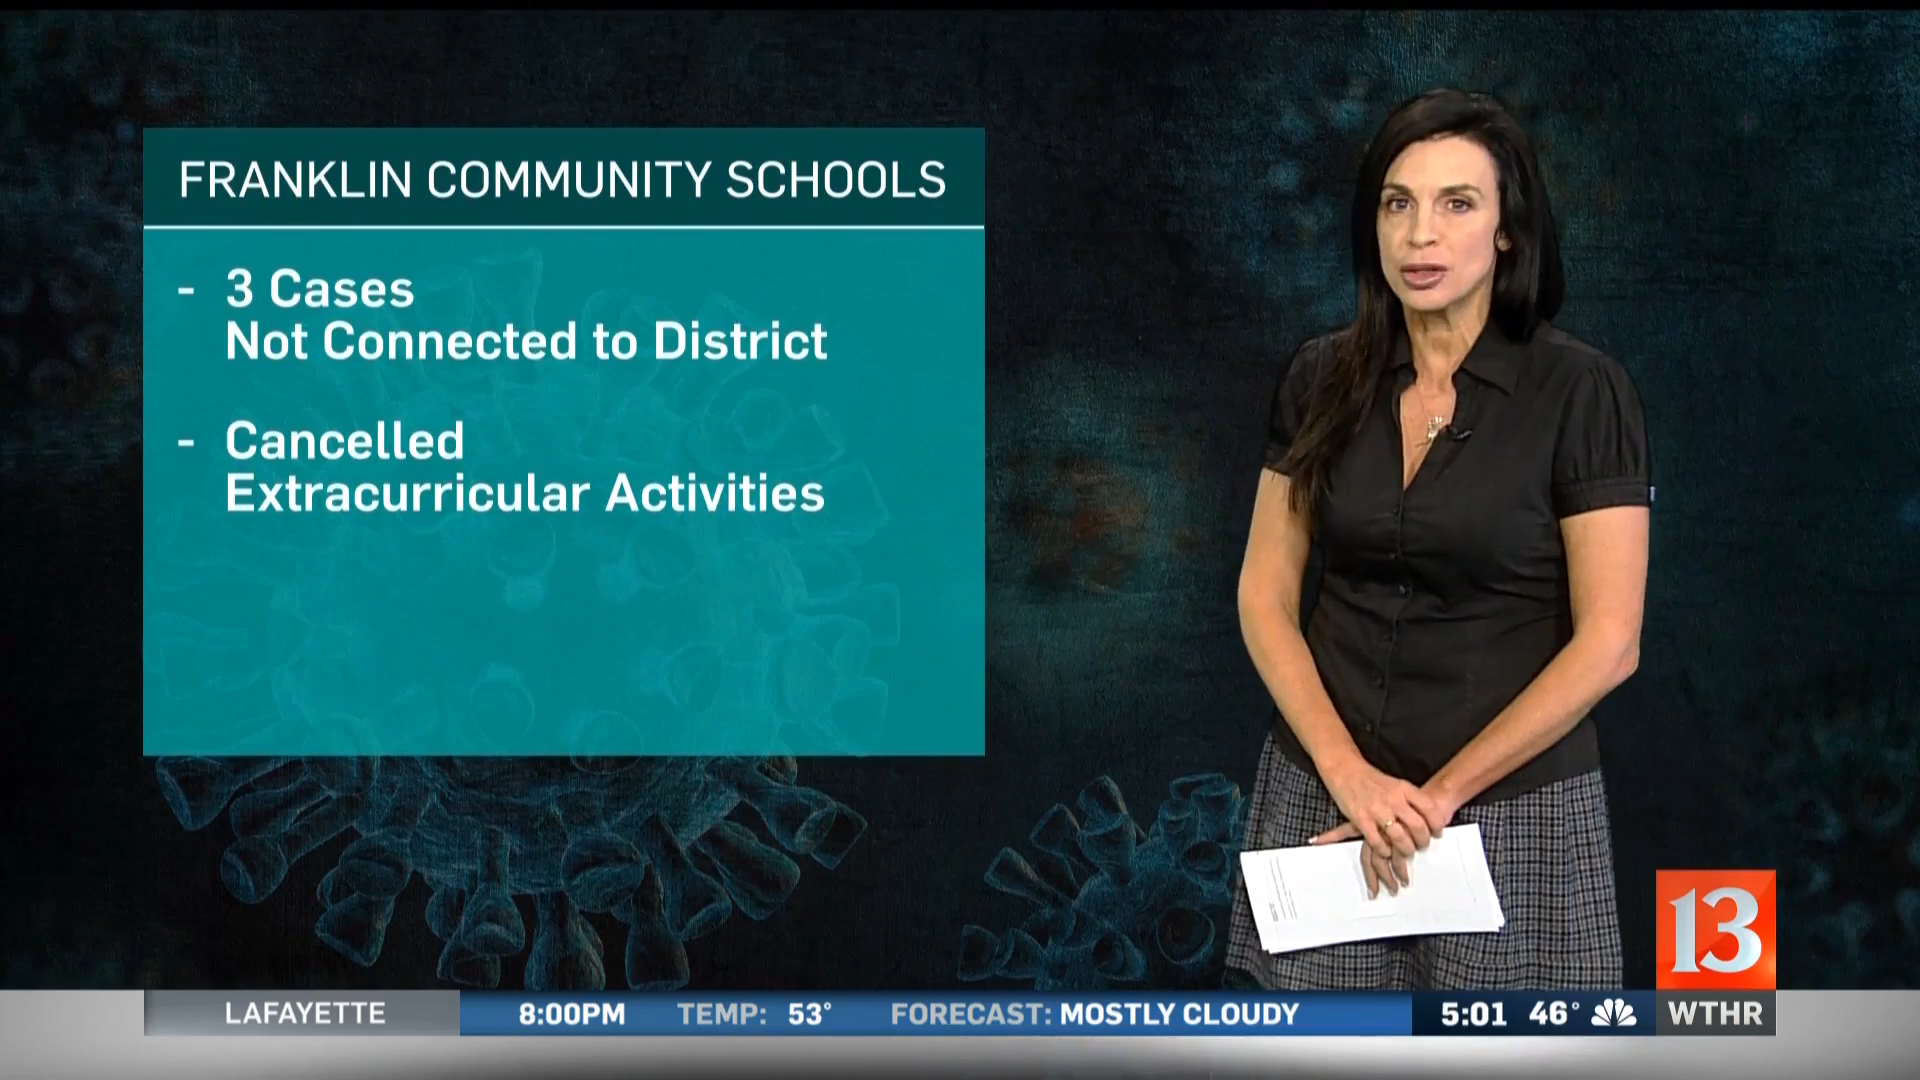 FRANKLIN COMMUNITY SCHOOLS
- 3 Cases
Not Connected to District
- Cancelled
Extracurricular Activities
13
WTHR
LAFAYETTE 8:00PM TEMP: 53° FORECAST: MOSTLY CLOUDY 5:01 46°